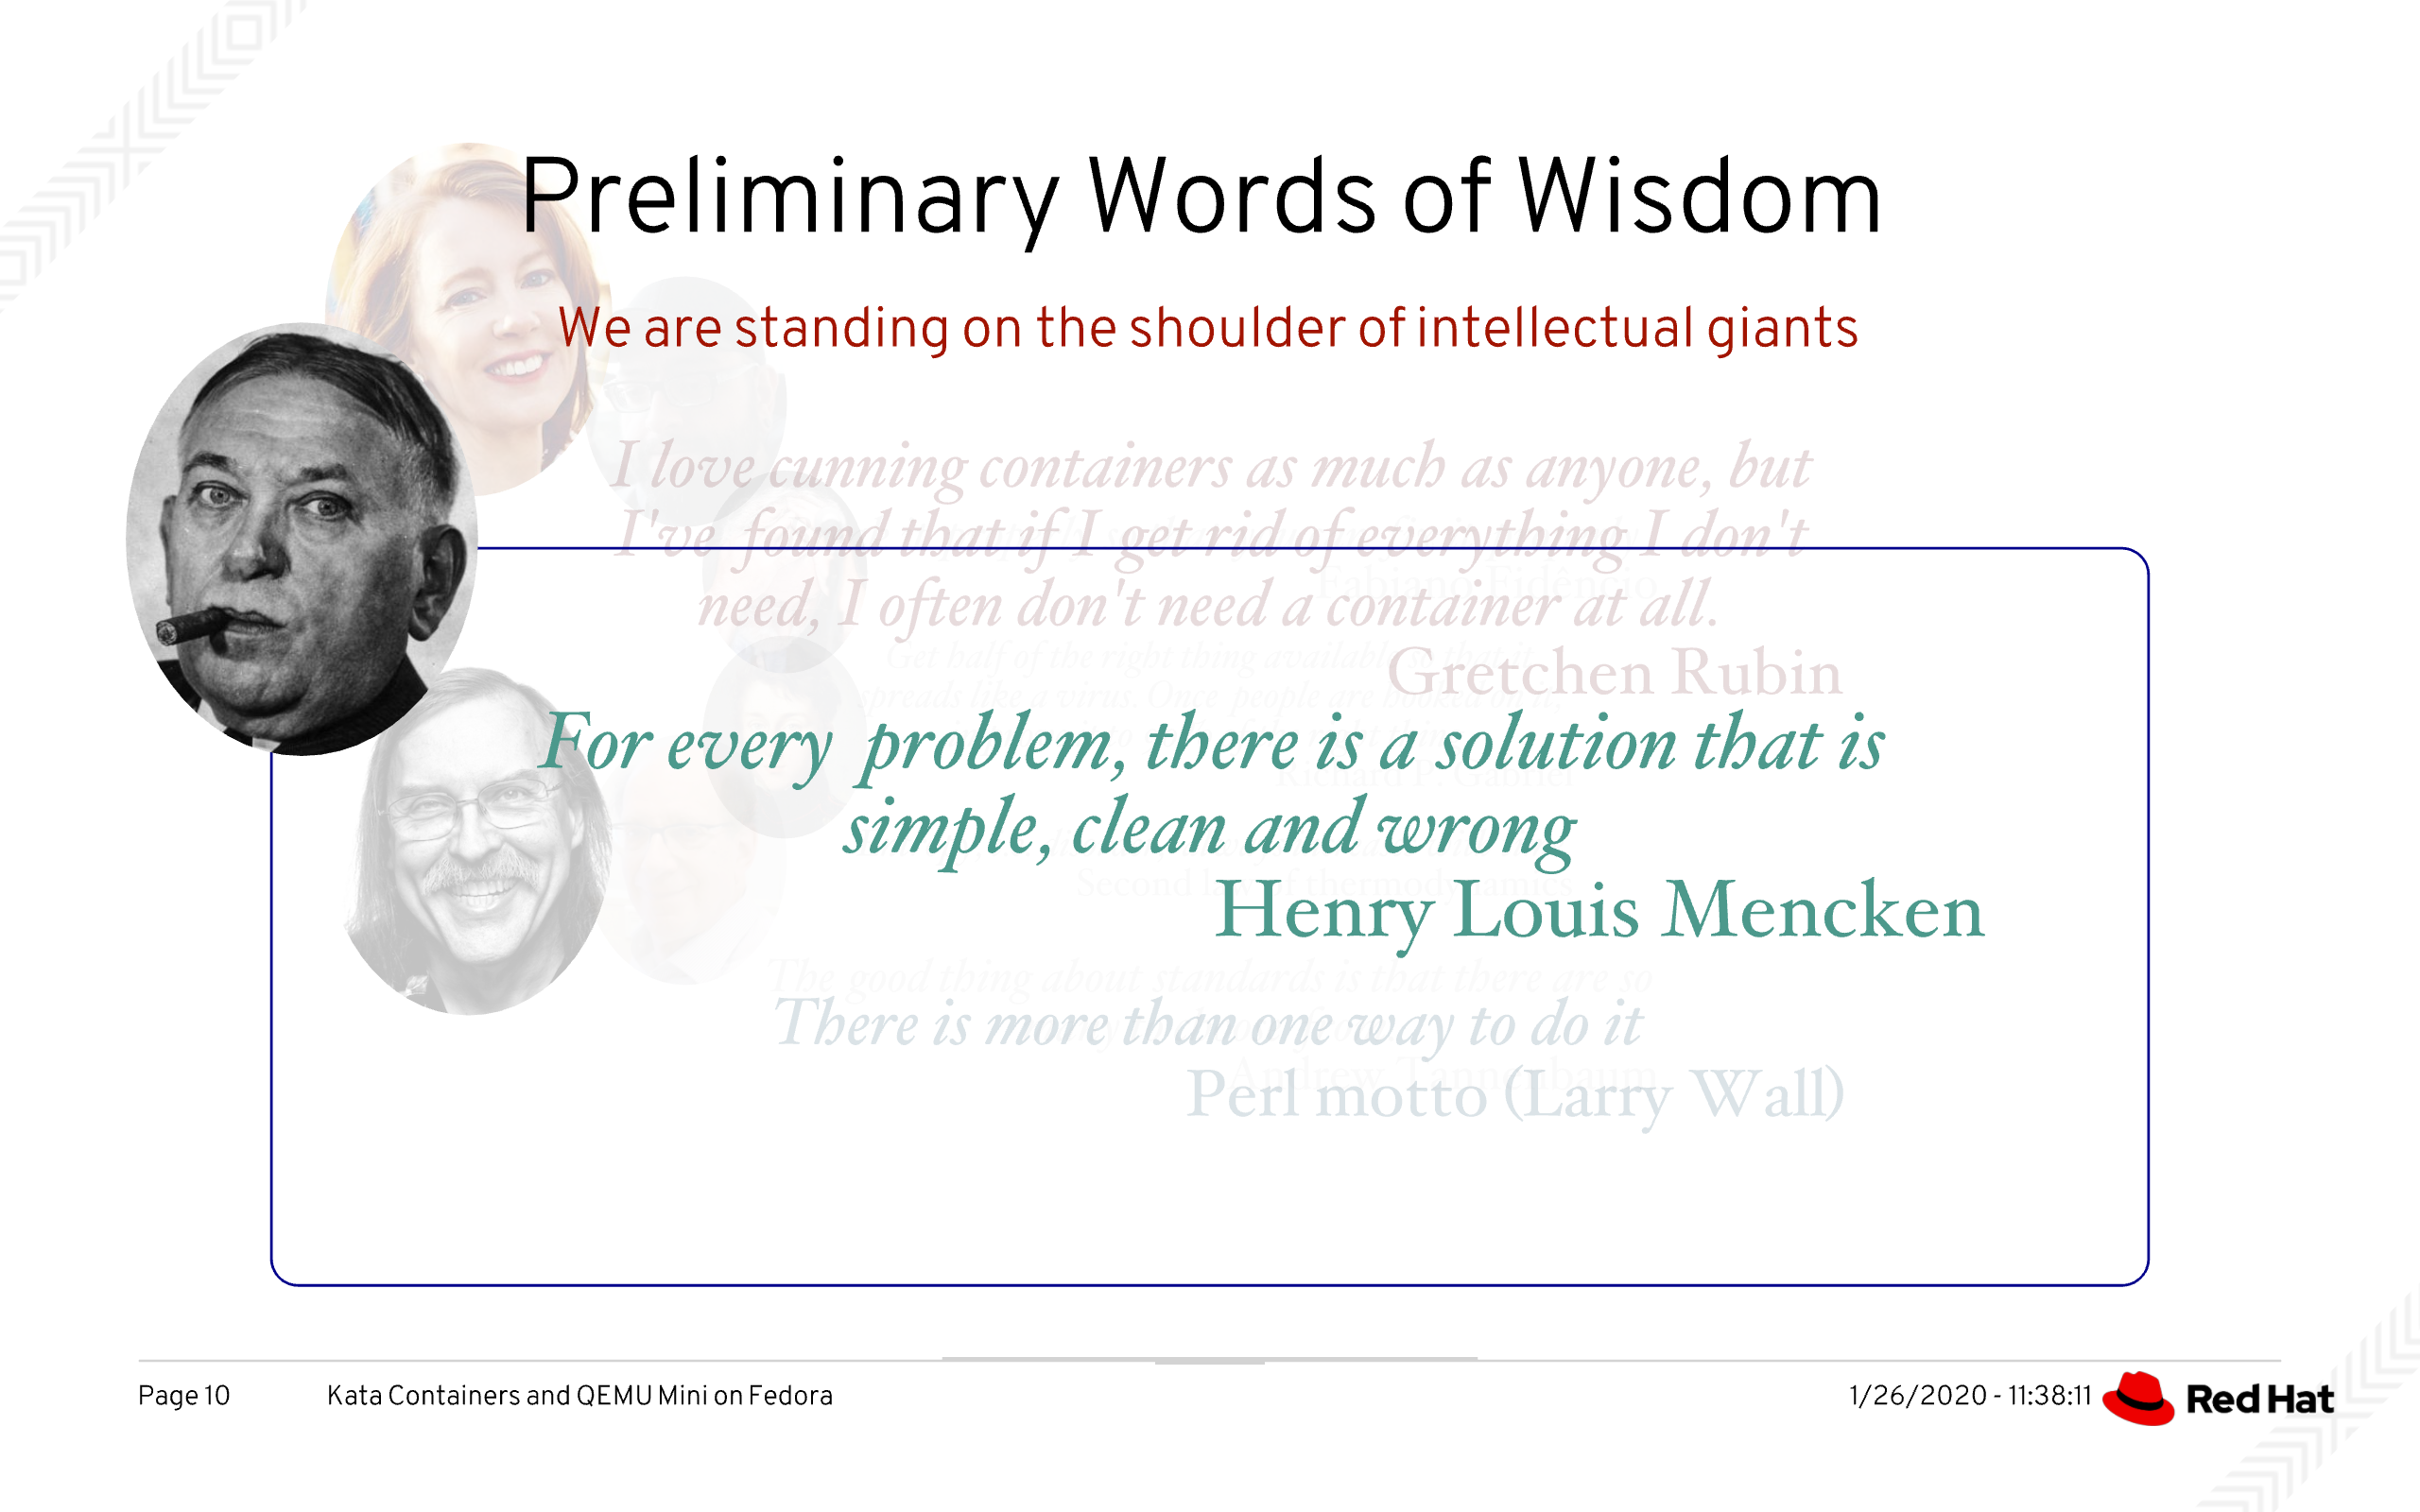 Preliminary Words of Wisdom
We are standing on the shoulder of intellectual giants
I love cunning containers as much as anyone, but
I've found that if I get rid of everything I don't
need, I often don't need a container at all.
Gretchen Rubin
Fabiano Fidêncio
Get half of the right thing available so that it
spreads like a virus. Once people are hooked on it,
Richard P. Gabriel
For every problem, there is a solution that is
simple, clean and wrong
Henry Louis Mencken
Second law of thermodynamics
The good thing about standards is that there are so
There is more than one way to do it
Andrew Tannenbaum
Perl motto (Larry Wall)
Page 10
Kata Containers and QEMU Mini on Fedora
1/26/2020 - 11:38:11
Red Hat